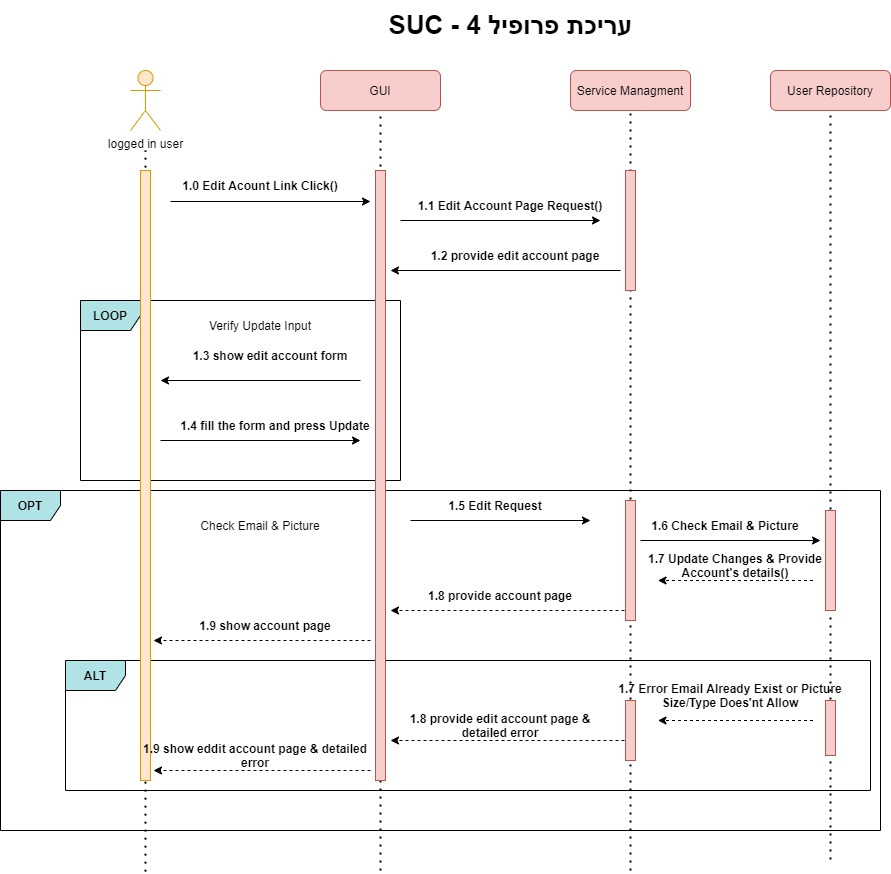 SUC - 4 עריכת פרופיל
GUI
Service Managment
User Repository
logged in user
1.0 Edit Acount Link Click()
1.1 Edit Account Page Request()
1.2 provide edit account page
LOOP
Verify Update Input
1.3 show edit account form
1.4 fill the form and press Update
OPT
Check Email & Picture
1.5 Edit Request
1.6 Check Email & Picture
1.7 Update Changes & Provide
Account's details()
1.8 provide account page
1.9 show account page
ALT
1.7 Error Email Already Exist or Picture
Size/Type Does'nt Allow
1.8 provide edit account page &
detailed error
1.9 show eddit account page & detailed
error